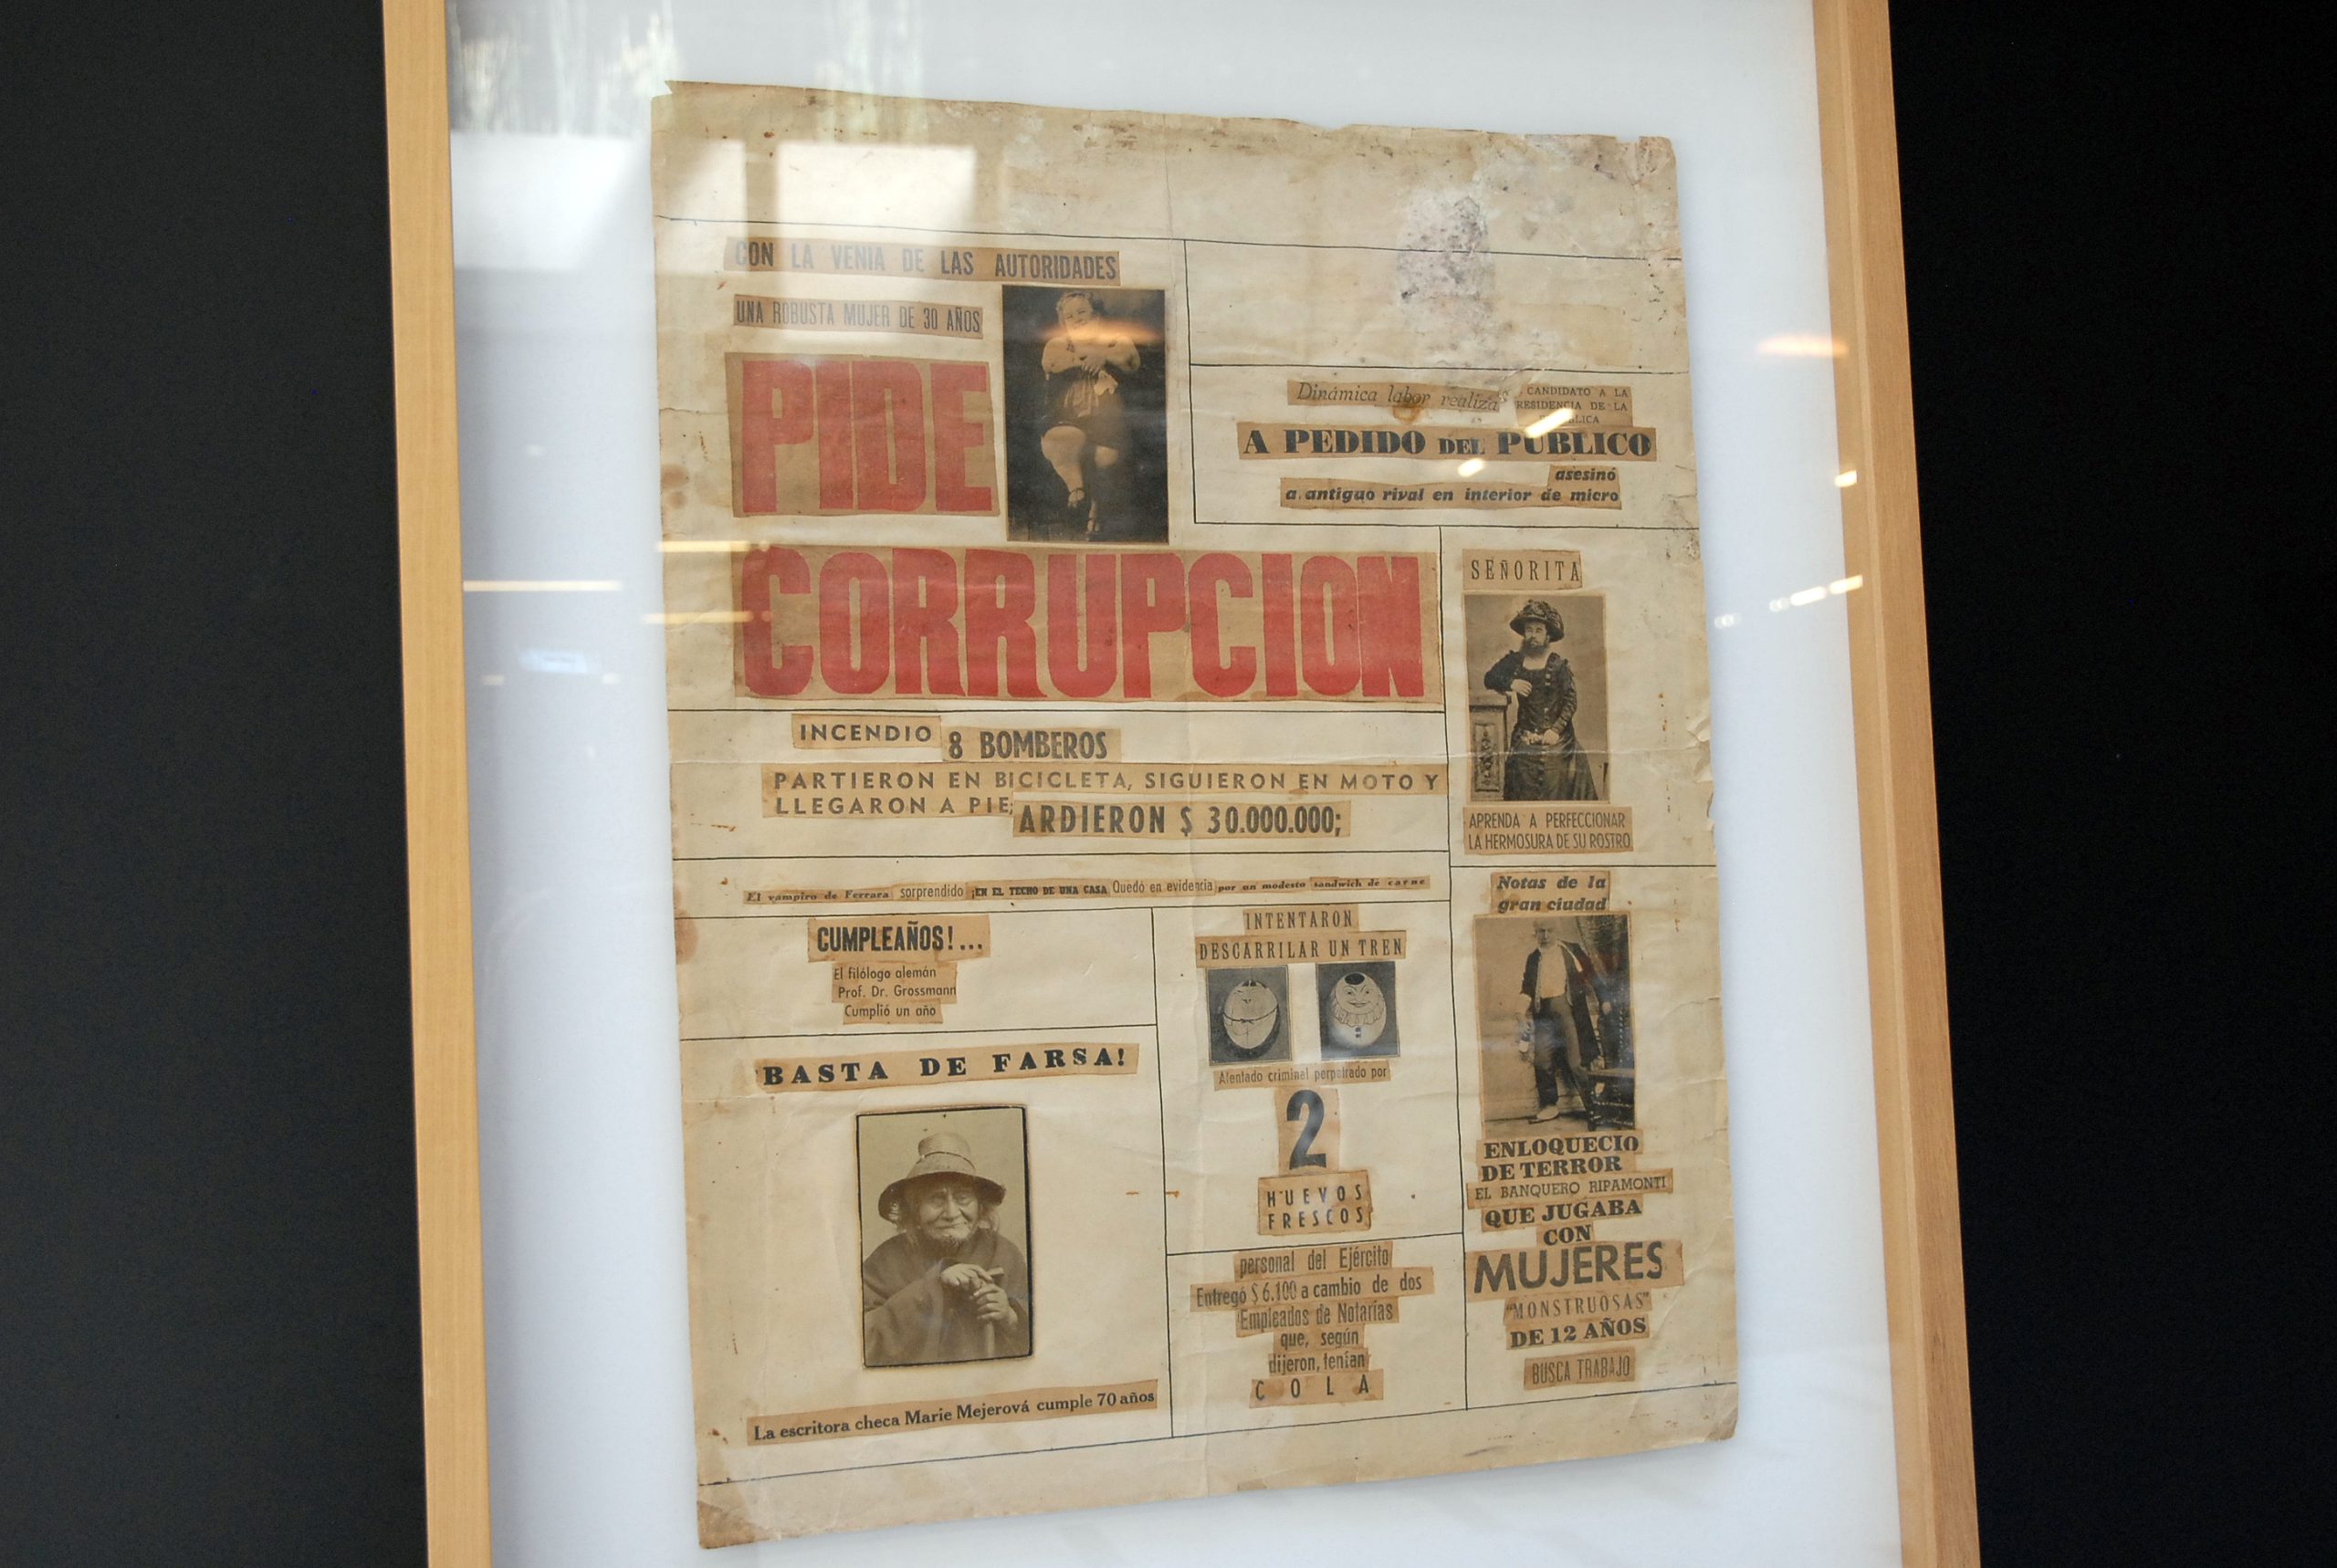 CON LA VENIA DE LAS AUTORIDADES
UNA ROBUSTA MUJER DE 30 AÑOS
PIDE
CORRUPCION
Dinámica labor realiza
CANDIDATO A LA
RESIDENCIA DE LA
A PEDIDO DEL PUBLICO
asesinó
a antiguo rival en interior de micro
SEÑORITA
APRENDA A PERFECCIONAR
LA HERMOSURA DE SU ROSTRO
INCENDIO 8 BOMBEROS
PARTIERON EN BICICLETA, SIGUIERON EN MOTO Y
LLEGARON A PIE; ARDIERON $ 30.000.000;
El vampiro de Ferrara sorprendido ¡EN EL TECHO DE UNA CASA Quedó en evidencia por un modesto sandwich de carne
CUMPLEAÑOS!...
El filólogo alemán
Prof. Dr. Grossmann
Cumplió un año
BASTA DE FARSA!
La escritora checa Marie Mejerová cumple 70 años
INTENTARON
DESCARRILAR UN TREN
Atentado criminal perpetrado por
2
HUEVOS
FRESCOS
personal del Ejército
Entregó $ 6.100 a cambio de dos
Empleados de Notarías
que, según
dijeron, tenían
COLA
Notas de la
gran ciudad
ENLOQUECIO
DE TERROR
EL BANQUERO RIPAMONTI
QUE JUGABA
CON
MUJERES
"MONSTRUOSAS"
DE 12 AÑOS
BUSCA TRABAJO